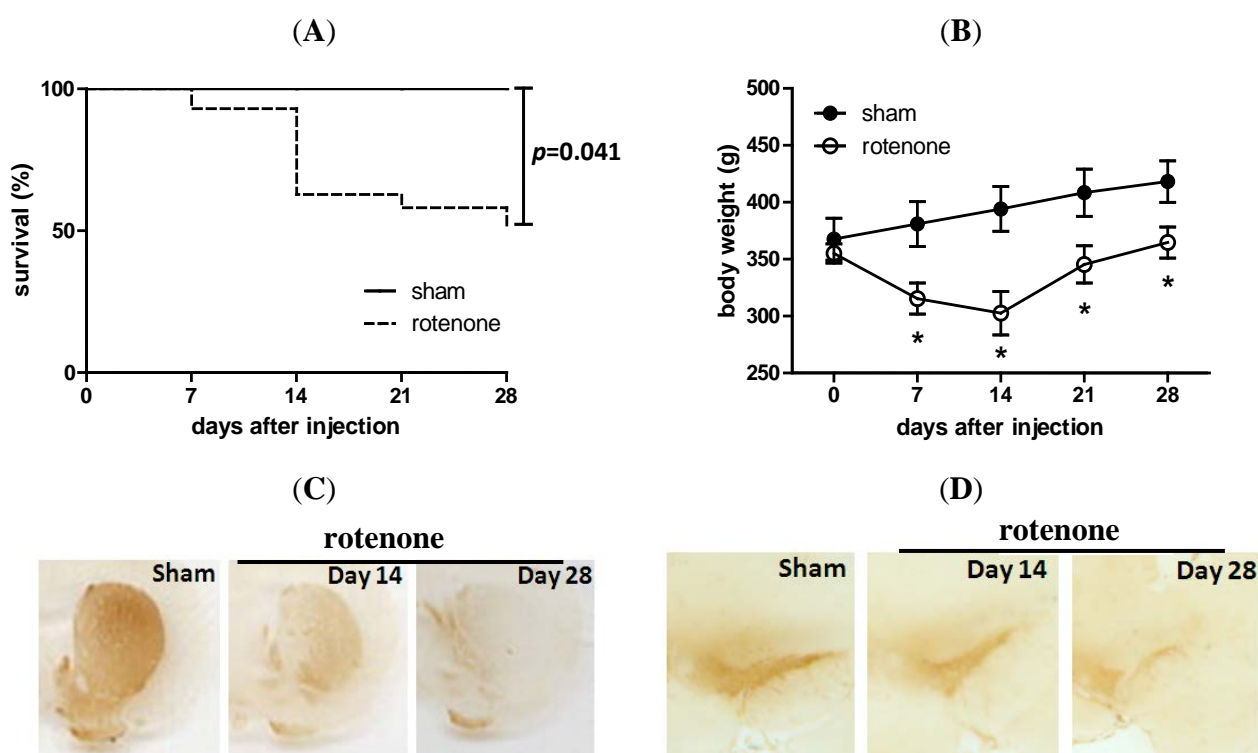 (A)
100
50
0
survival (%)
p=0.041
sham
rotenone
0 7 14 21 28
days after injection
(B)
500
450
400
350
300
250
body weight (g)
sham
rotenone
*
*
*
*
0 7 14 21 28
days after injection
(C)
rotenone
Sham
Day 14
Day 28
(D)
rotenone
Sham
Day 14
Day 28